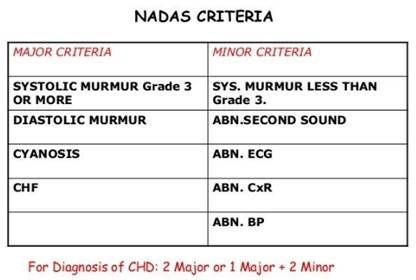 NADAS CRITERIA
MAJOR CRITERIA
MINOR CRITERIA
SYSTOLIC MURMUR Grade 3
OR MORE
SYS. MURMUR LESS THAN
Grade 3.
DIASTOLIC MURMUR
ABN.SECOND SOUND
CYANOSIS
ABN. ECG
CHF
ABN. CxR
ABN. BP
For Diagnosis of CHD: 2 Major or 1 Major + 2 Minor